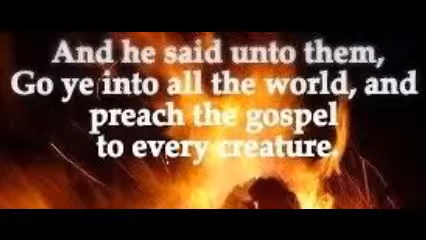 And he said unto them,
Go ye into all the world, and
preach the gospel
to every creature.